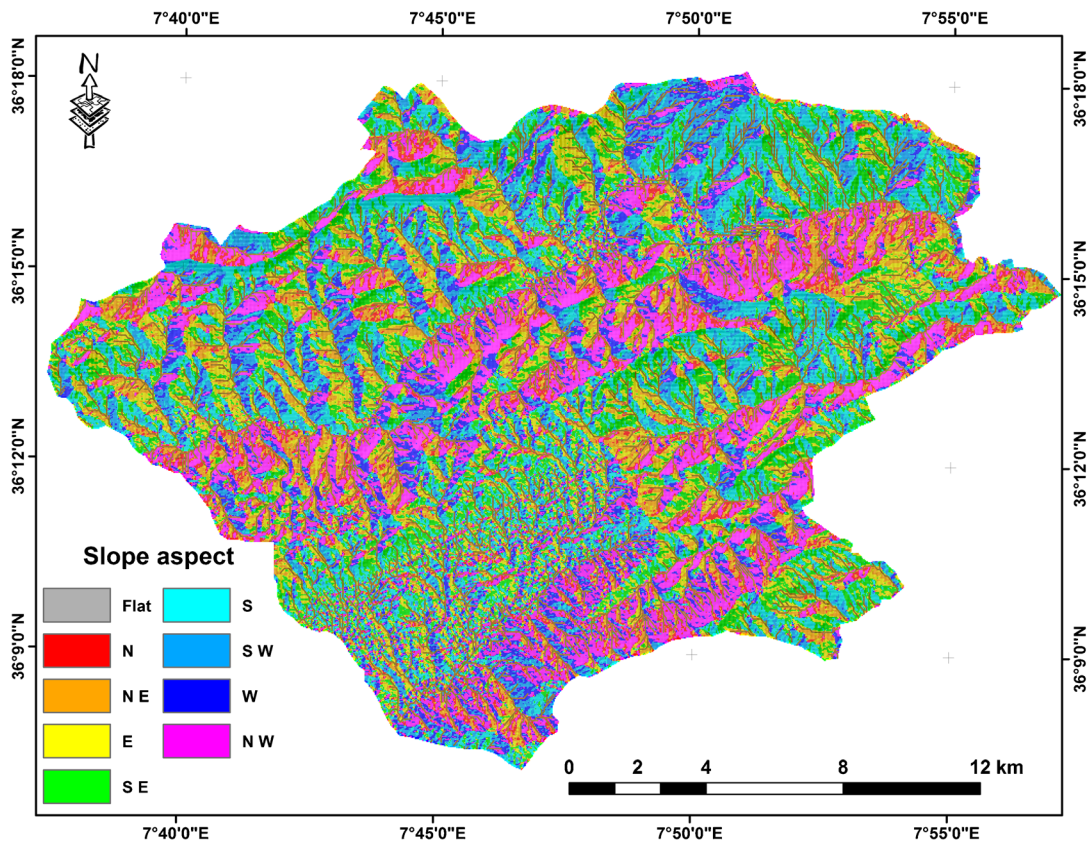 7°40'0"E 7°45'0"E 7°50'0"E 7°55'0"E
36°18'0"N
36°15'0"N
36°12'0"N
36°9'0"N
N
36°18'0"N
36°15'0"N
36°12'0"N
36°9'0"N
Slope aspect
Flat
N
N E
E
S E
S
S W
W
N W
0 2 4 8 12 km
7°40'0"E 7°45'0"E 7°50'0"E 7°55'0"E